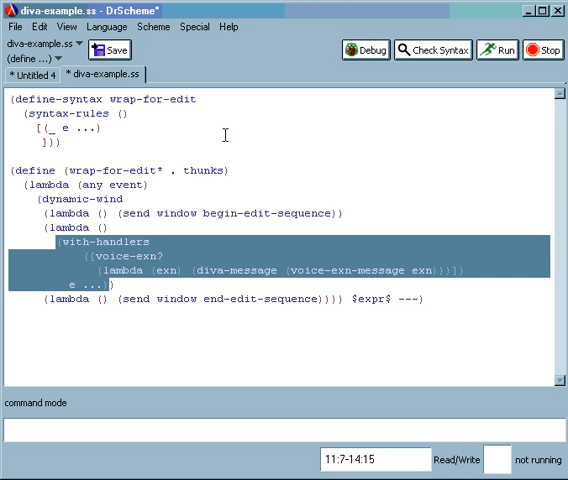 diva-example.ss - DrScheme*
File Edit View Language Scheme Special Help
diva-example.ss
(define ...)
Save
Debug
Check Syntax
Run
Stop
* Untitled 4
* diva-example.ss
(define-syntax wrap-for-edit
(syntax-rules ()
[(_ e ...)
]))
(define (wrap-for-edit* . thunks)
(lambda (any event)
(dynamic-wind
(lambda () (send window begin-edit-sequence))
(lambda ()
(with-handlers
([voice-exn?
(lambda (exn) (diva-message (voice-exn-message exn)))])
e ...))
(lambda () (send window end-edit-sequence)))) $expr$ ---)
command mode
11:7-14:15
Read/Write
not running